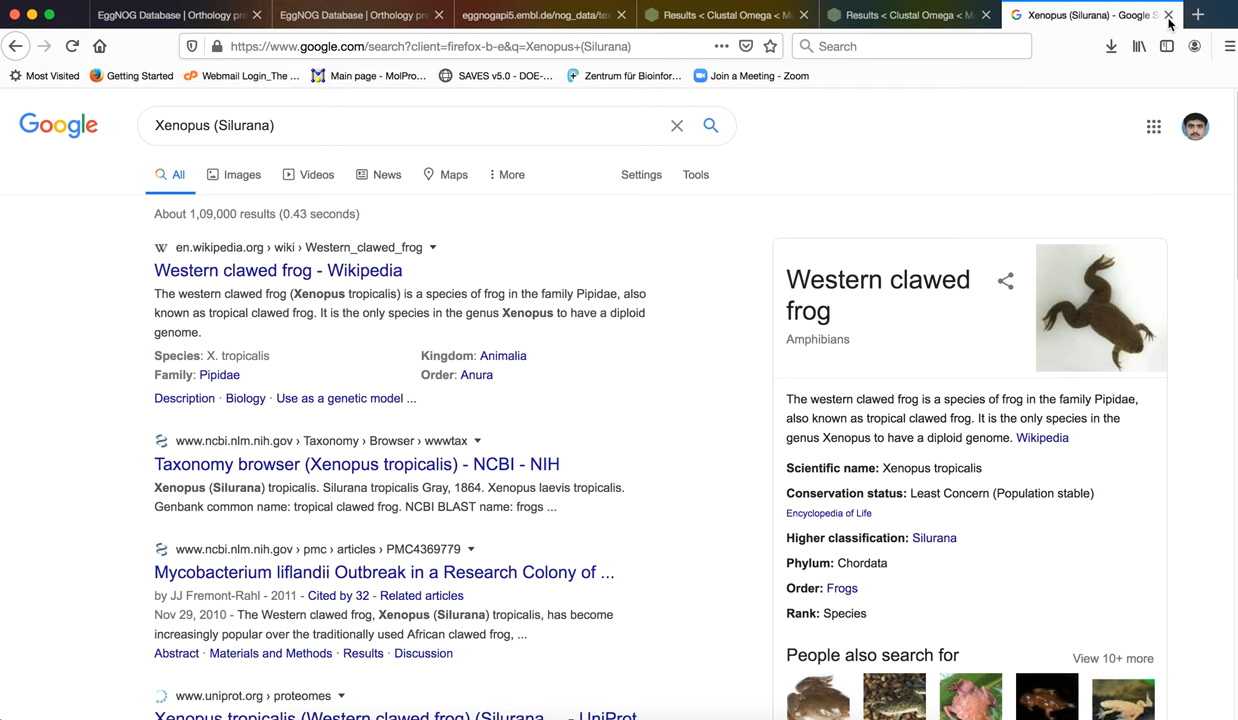 EggNOG Database | Orthology pre
EggNOG Database | Orthology pre
eggnogapi5.embl.de/nog_data/tex
Results < Clustal Omega < Mu
Results < Clustal Omega < Mu
Xenopus (Silurana) - Google S
https://www.google.com/search?client=firefox-b-e&q=Xenopus+(Silurana)
Search
Most Visited
Getting Started
Webmail Login_The ...
Main page - MolPro...
SAVES v5.0 - DOE-...
Zentrum für Bioinfor...
Join a Meeting - Zoom
Google
Xenopus (Silurana)
All
Images
Videos
News
Maps
More
Settings
Tools
About 1,09,000 results (0.43 seconds)
en.wikipedia.org › wiki › Western_clawed_frog
Western clawed frog - Wikipedia
The western clawed frog (Xenopus tropicalis) is a species of frog in the family Pipidae, also
known as tropical clawed frog. It is the only species in the genus Xenopus to have a diploid
genome.
Species: X. tropicalis
Kingdom: Animalia
Family: Pipidae
Order: Anura
Description · Biology · Use as a genetic model ...
www.ncbi.nlm.nih.gov › Taxonomy › Browser › wwwtax
Taxonomy browser (Xenopus tropicalis) - NCBI - NIH
Xenopus (Silurana) tropicalis. Silurana tropicalis Gray, 1864. Xenopus laevis tropicalis.
Genbank common name: tropical clawed frog. NCBI BLAST name: frogs ...
www.ncbi.nlm.nih.gov › pmc › articles › PMC4369779
Mycobacterium liflandii Outbreak in a Research Colony of ...
by JJ Fremont-Rahl - 2011 - Cited by 32 - Related articles
Nov 29, 2010 - The Western clawed frog, Xenopus (Silurana) tropicalis, has become
increasingly popular over the traditionally used African clawed frog, ...
Abstract · Materials and Methods · Results · Discussion
www.uniprot.org › proteomes
Xenopus tropicalis (Western clawed frog) (Silurana ... - UniProt
Western clawed
frog
Amphibians
The western clawed frog is a species of frog in the family Pipidae,
also known as tropical clawed frog. It is the only species in the
genus Xenopus to have a diploid genome. Wikipedia
Scientific name: Xenopus tropicalis
Conservation status: Least Concern (Population stable)
Encyclopedia of Life
Higher classification: Silurana
Phylum: Chordata
Order: Frogs
Rank: Species
People also search for
View 10+ more